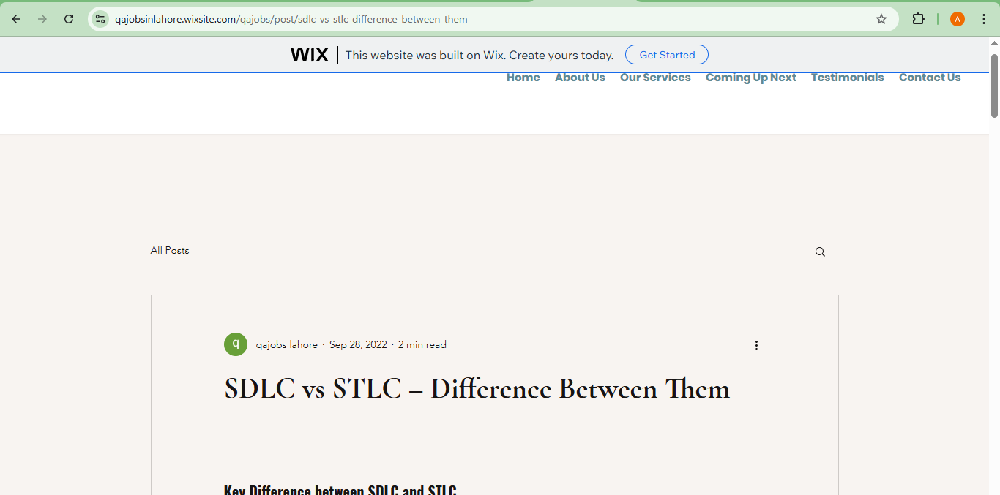 qajobsinlahore.wixsite.com/qajobs/post/sdlc-vs-stlc-difference-between-them
A
WIX This website was built on Wix. Create yours today. Get Started
Home About Us Our Services Coming Up Next Testimonials Contact Us
All Posts
q qajobs lahore · Sep 28, 2022 · 2 min read
SDLC vs STLC – Difference Between Them
Key Difference between SDLC and STLC